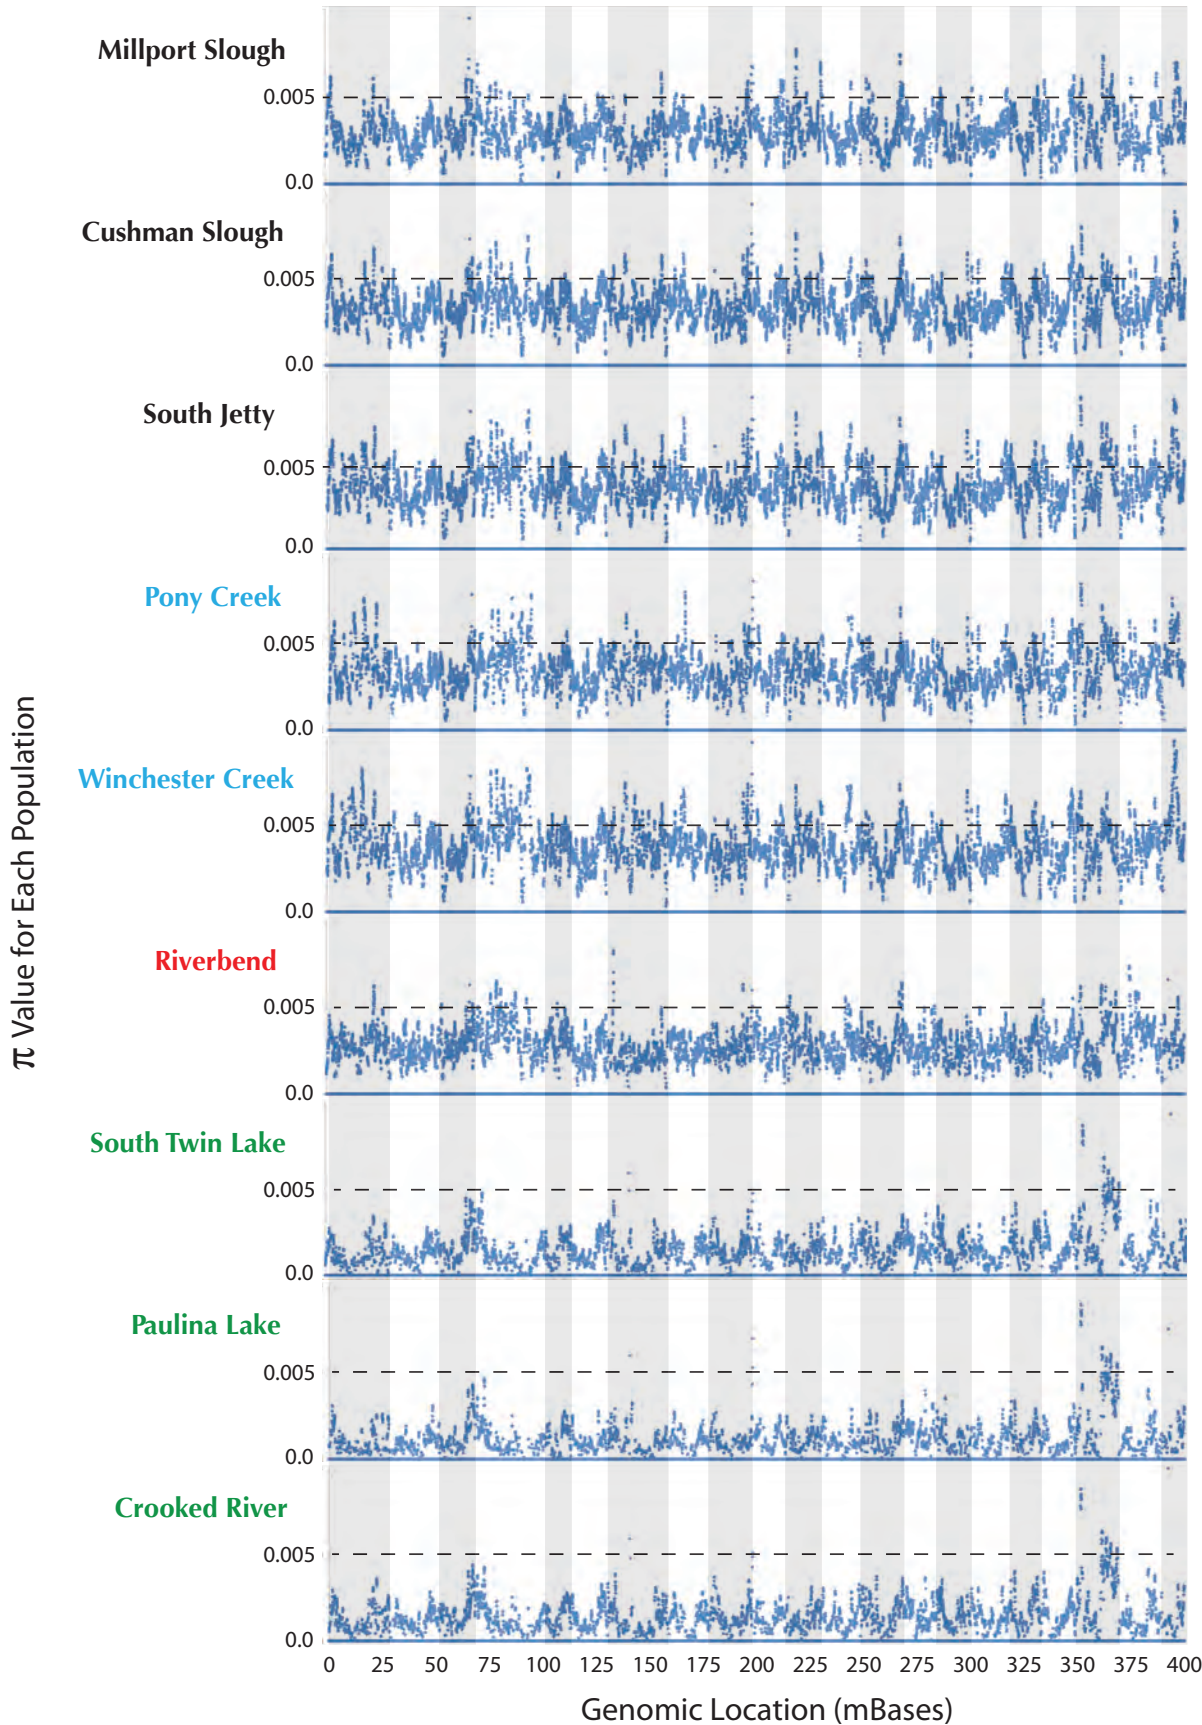 Millport Slough
0.005
0.0
Cushman Slough
0.005
0.0
South Jetty
0.005
0.0
Pony Creek
0.005
0.0
Winchester Creek
0.005
0.0
Riverbend
0.005
0.0
South Twin Lake
0.005
0.0
Paulina Lake
0.005
0.0
Crooked River
0.005
0.0
π Value for Each Population
0 25 50 75 100 125 150 175 200 225 250 275 300 325 350 375 400
Genomic Location (mBases)